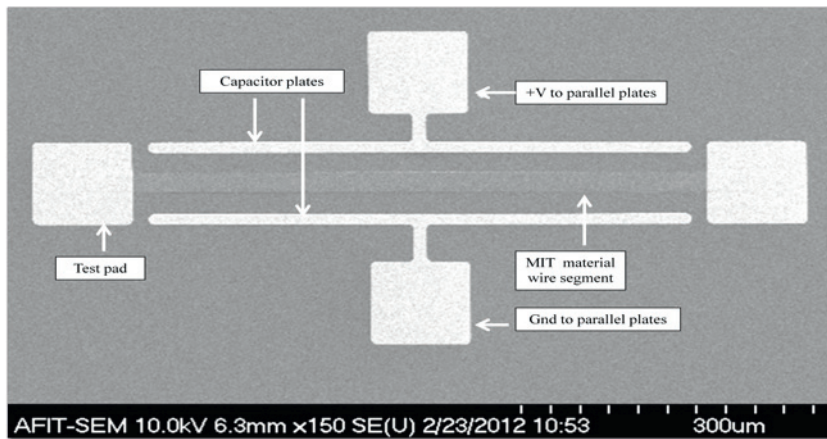 Capacitor plates
+V to parallel plates
Test pad
MIT material
wire segment
Gnd to parallel plates
AFIT-SEM 10.0kV 6.3mm x150 SE(U) 2/23/2012 10:53 300um